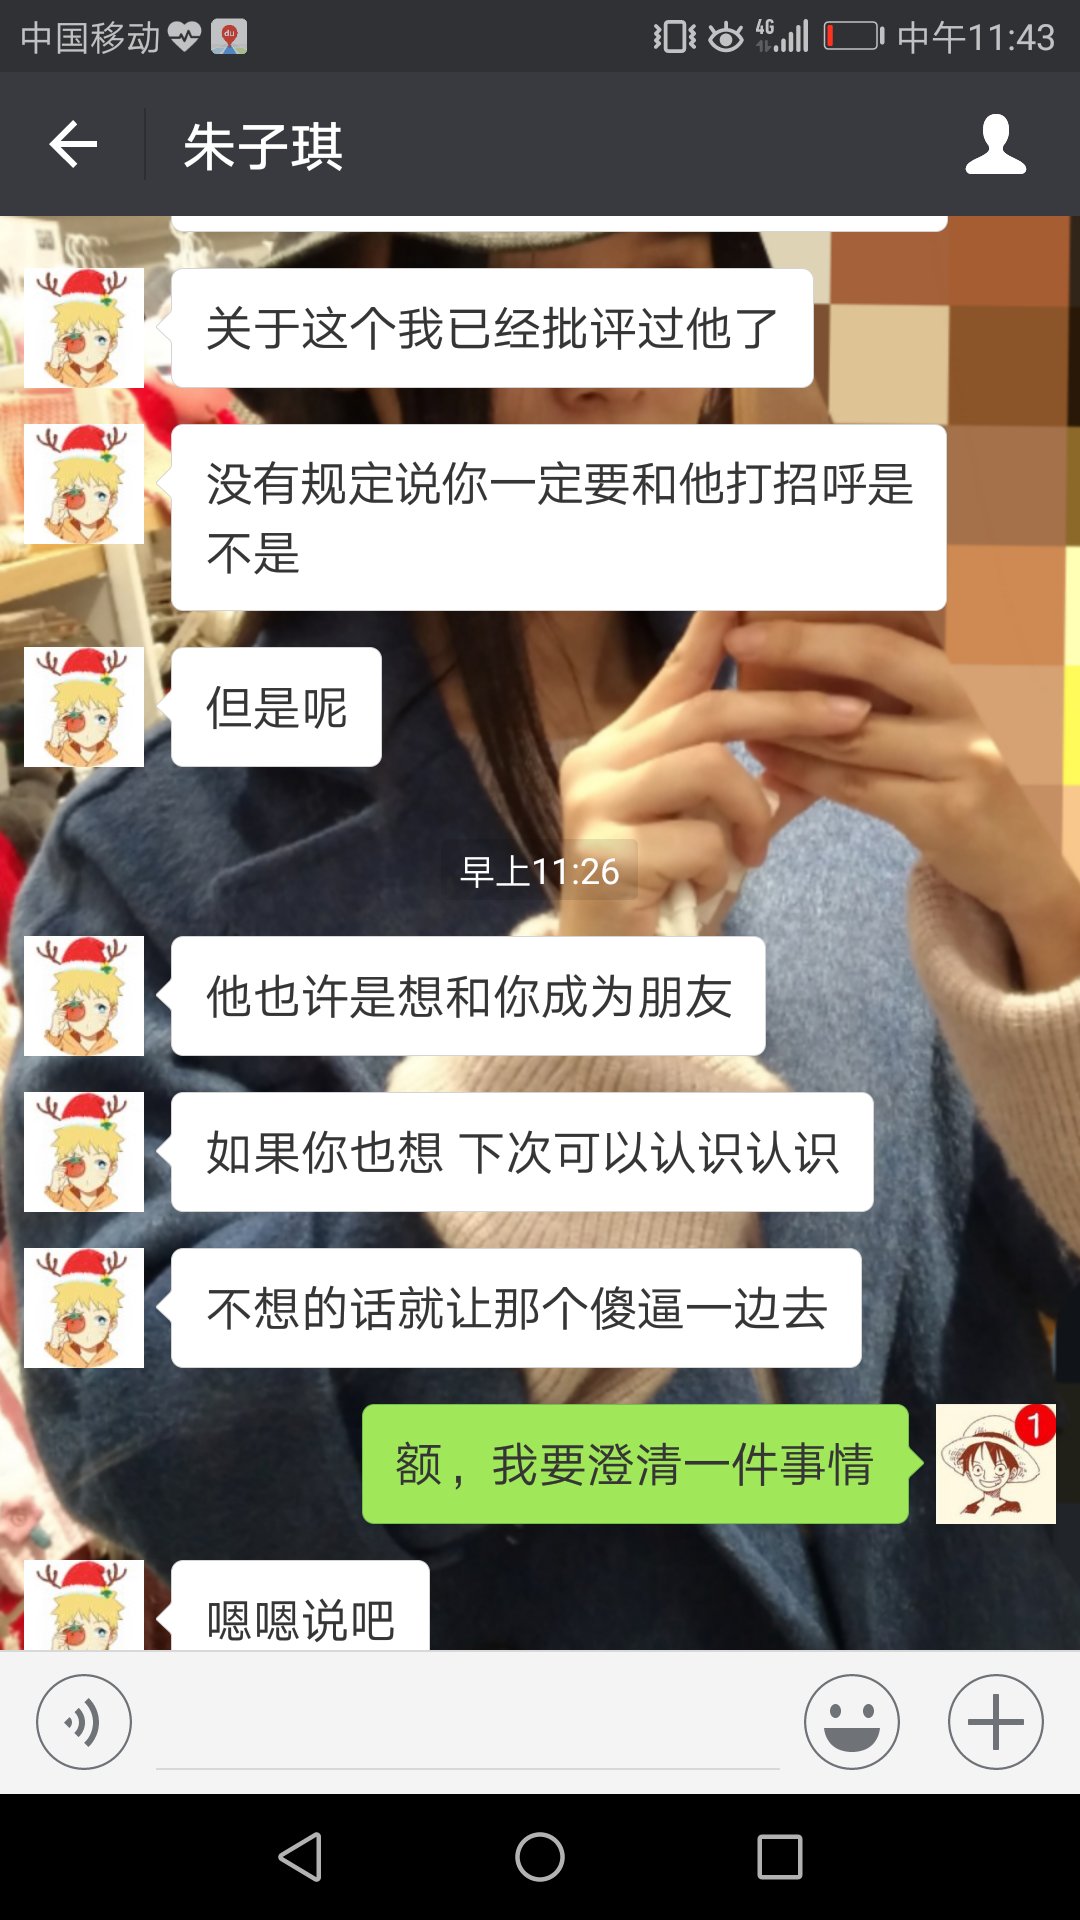 中国移动 du 4G 中午11:43
朱子琪
关于这个我已经批评过他了
没有规定说你一定要和他打招呼是
不是
但是呢
早上11:26
他也许是想和你成为朋友
如果你也想 下次可以认识认识
不想的话就让那个傻逼一边去
额，我要澄清一件事情
1
嗯嗯说吧